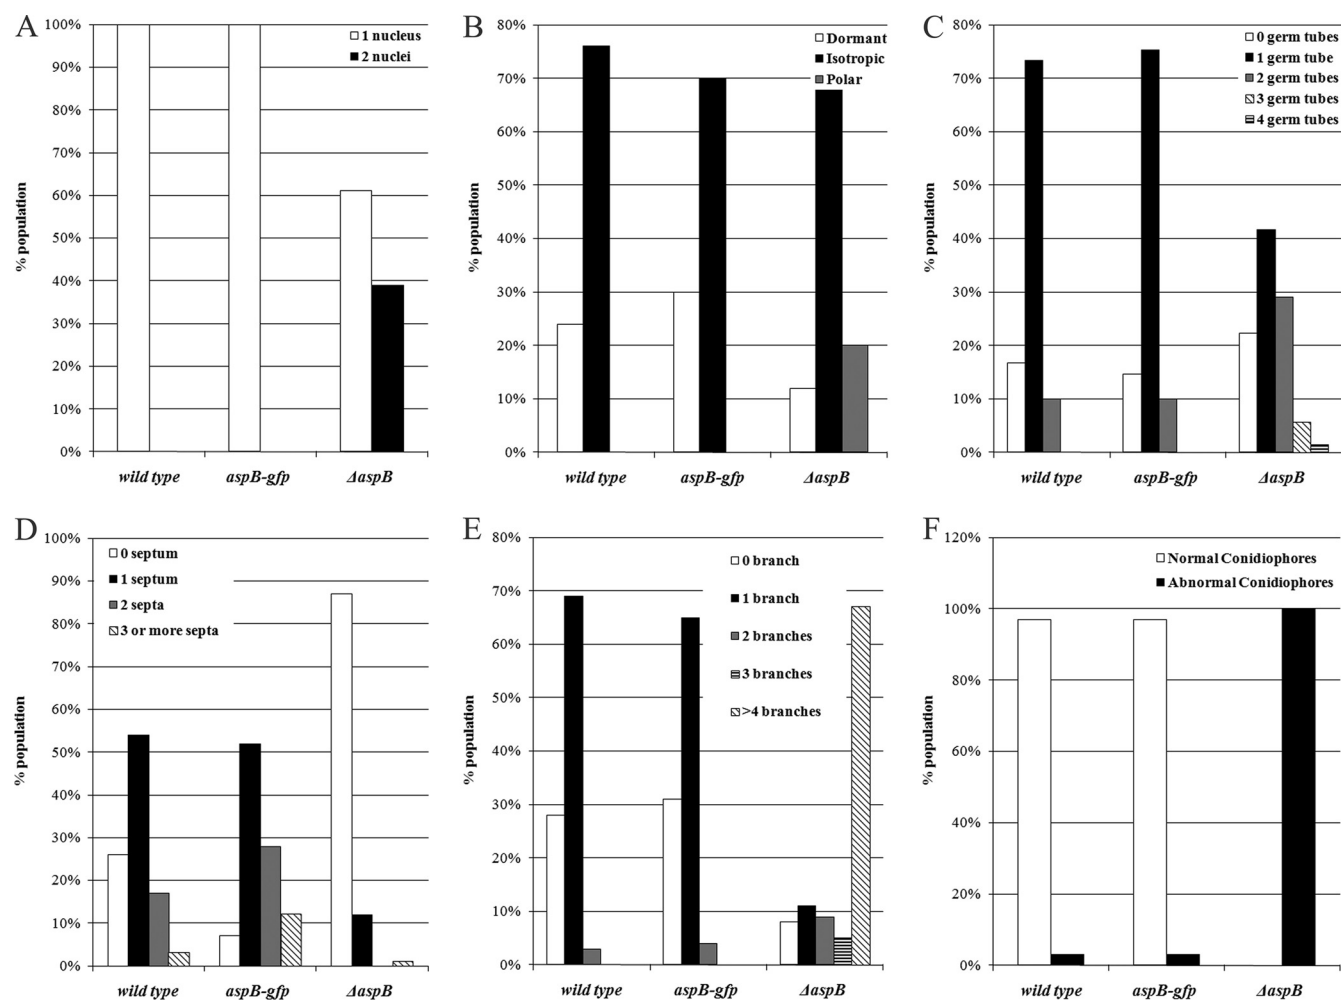 A
100%
90%
80%
70%
60%
50%
40%
30%
20%
10%
0%
% population
1 nucleus
2 nuclei
wild type aspB-gfp ΔaspB
B
80%
70%
60%
50%
40%
30%
20%
10%
0%
% population
Dormant
Isotropic
Polar
wild type aspB-gfp ΔaspB
C
80%
70%
60%
50%
40%
30%
20%
10%
0%
% population
0 germ tubes
1 germ tube
2 germ tubes
3 germ tubes
4 germ tubes
wild type aspB-gfp ΔaspB
D
100%
90%
80%
70%
60%
50%
40%
30%
20%
10%
0%
% population
0 septum
1 septum
2 septa
3 or more septa
wild type aspB-gfp ΔaspB
E
80%
70%
60%
50%
40%
30%
20%
10%
0%
% population
0 branch
1 branch
2 branches
3 branches
>4 branches
wild type aspB-gfp ΔaspB
F
120%
100%
80%
60%
40%
20%
0%
% population
Normal Conidiophores
Abnormal Conidiophores
wild type aspB-gfp ΔaspB